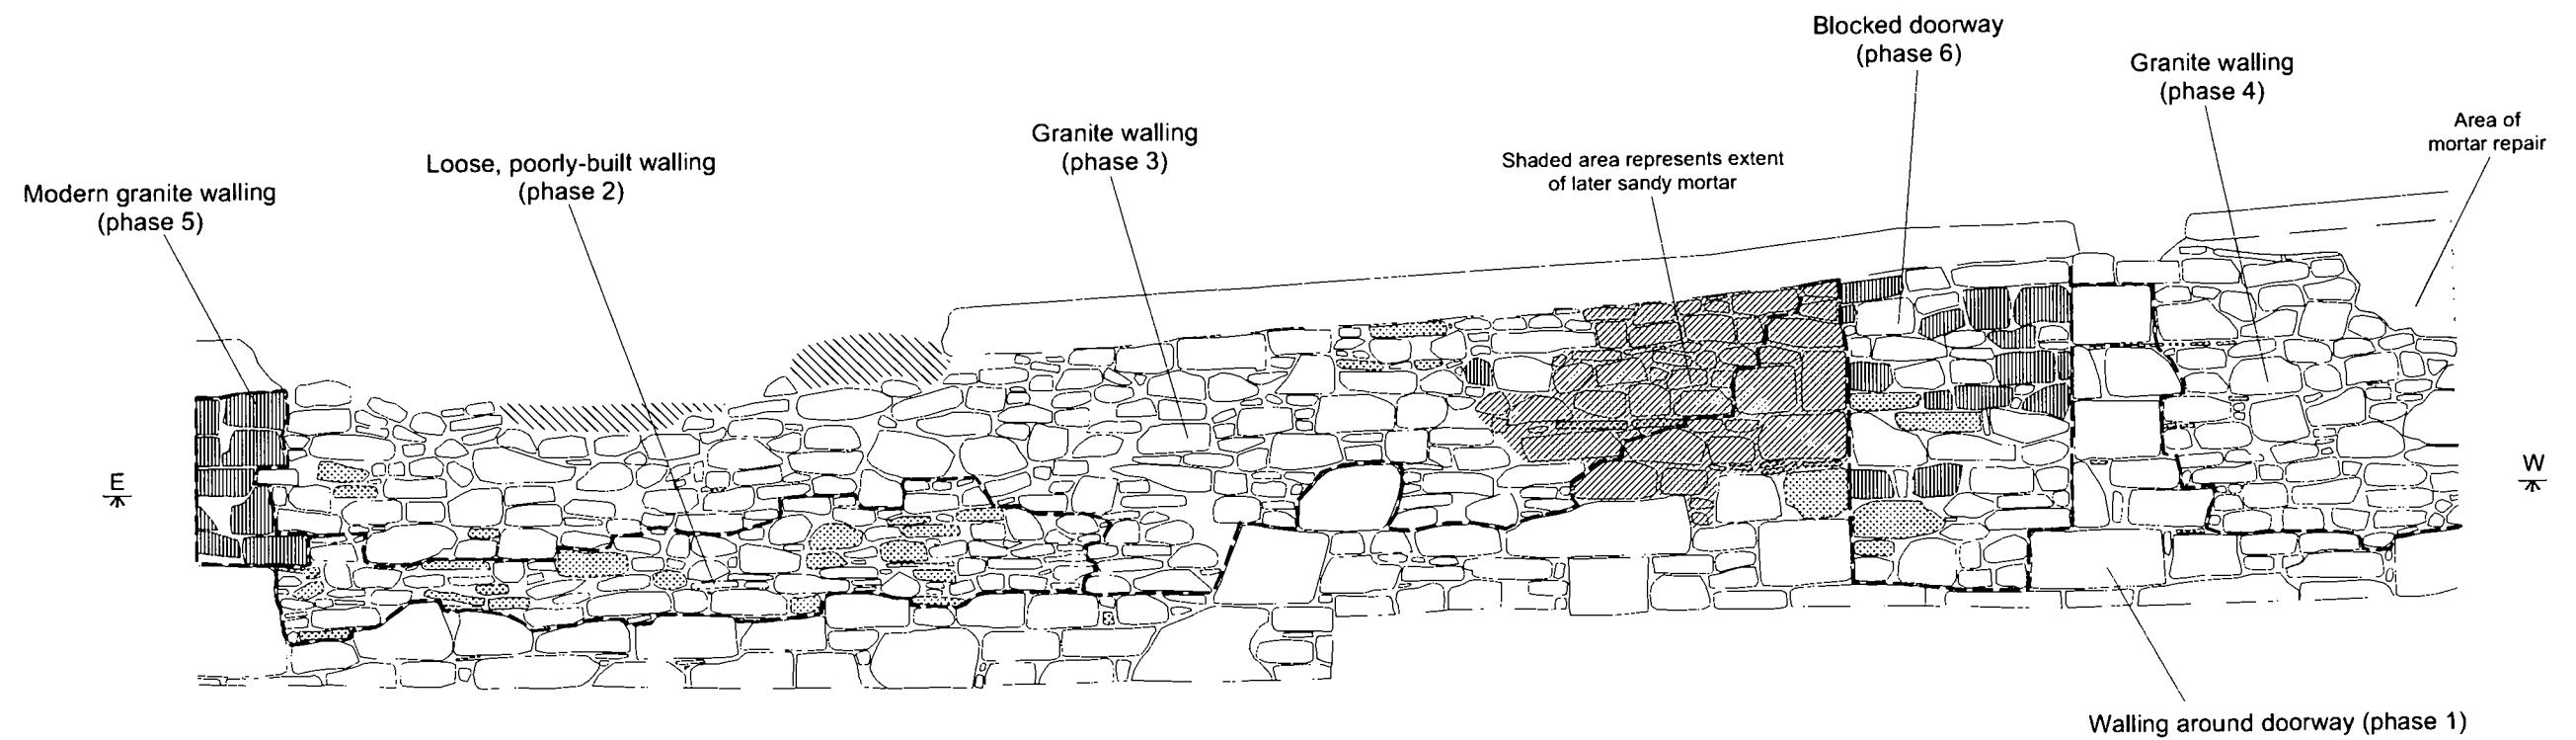 Blocked doorway
(phase 6)
Granite walling
(phase 4)
Area of
mortar repair
Granite walling
(phase 3)
Loose, poorly-built walling
(phase 2)
Shaded area represents extent
of later sandy mortar
Modern granite walling
(phase 5)
E
W
Walling around doorway (phase 1)